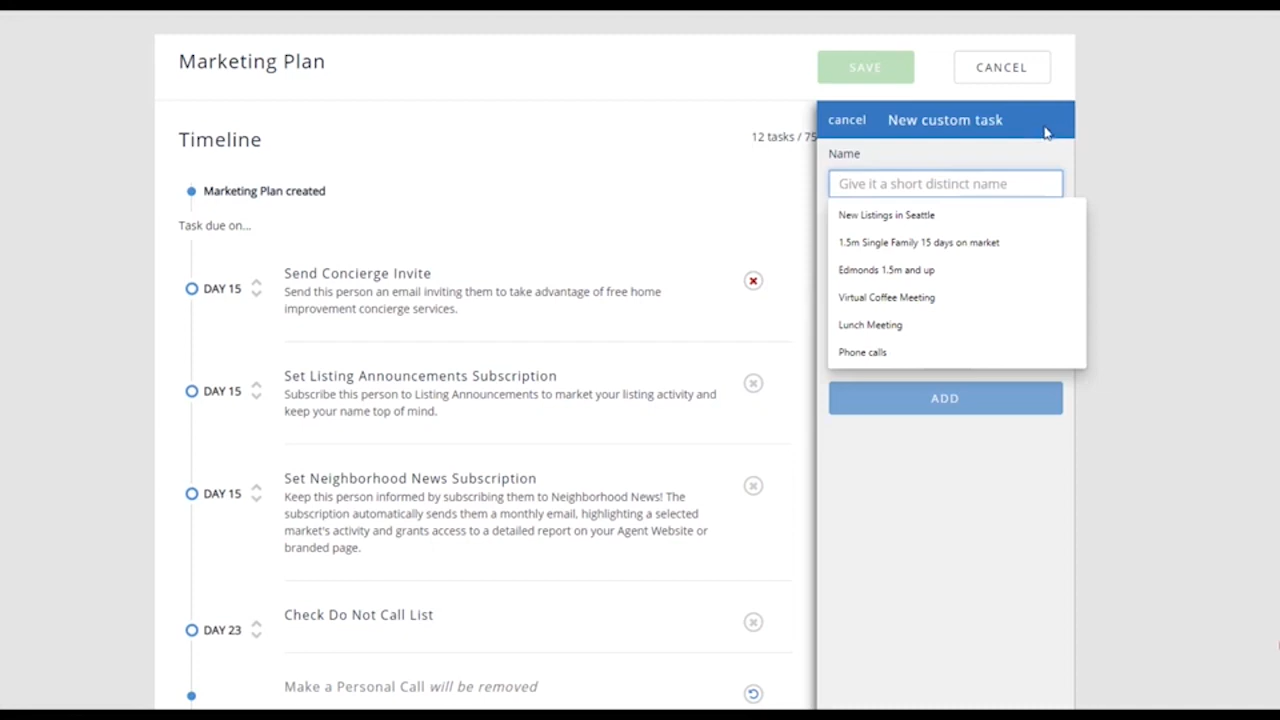 Marketing Plan
SAVE
CANCEL
Timeline
12 tasks / 75
Marketing Plan created
Task due on...
DAY 15
Send Concierge Invite
Send this person an email inviting them to take advantage of free home
improvement concierge services.
DAY 15
Set Listing Announcements Subscription
Subscribe this person to Listing Announcements to market your listing activity and
keep your name top of mind.
DAY 15
Set Neighborhood News Subscription
Keep this person informed by subscribing them to Neighborhood News! The
subscription automatically sends them a monthly email, highlighting a selected
market's activity and grants access to a detailed report on your Agent Website or
branded page.
DAY 23
Check Do Not Call List
Make a Personal Call will be removed
cancel
New custom task
Name
Give it a short distinct name
New Listings in Seattle
1.5m Single Family 15 days on market
Edmonds 1.5m and up
Virtual Coffee Meeting
Lunch Meeting
Phone calls
ADD